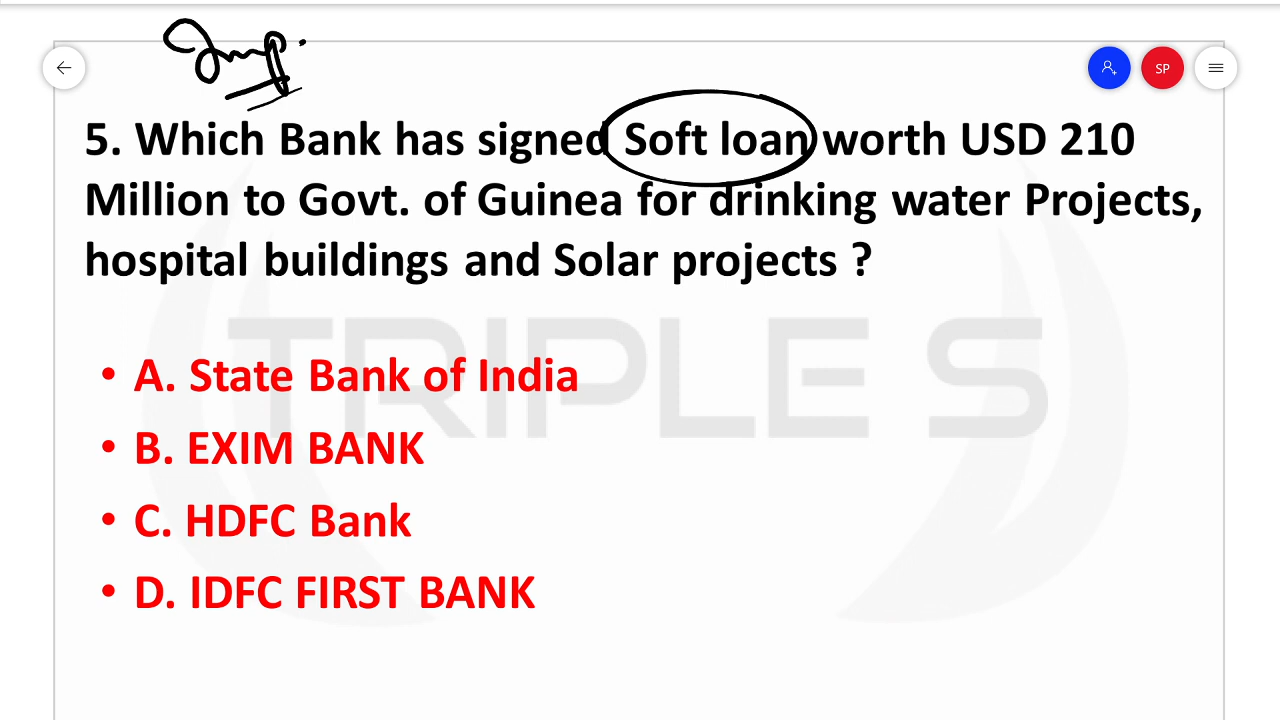 Imp.
SP
5. Which Bank has signed Soft loan worth USD 210
Million to Govt. of Guinea for drinking water Projects,
hospital buildings and Solar projects ?
TRIPLE S
• A. State Bank of India
• B. EXIM BANK
• C. HDFC Bank
• D. IDFC FIRST BANK